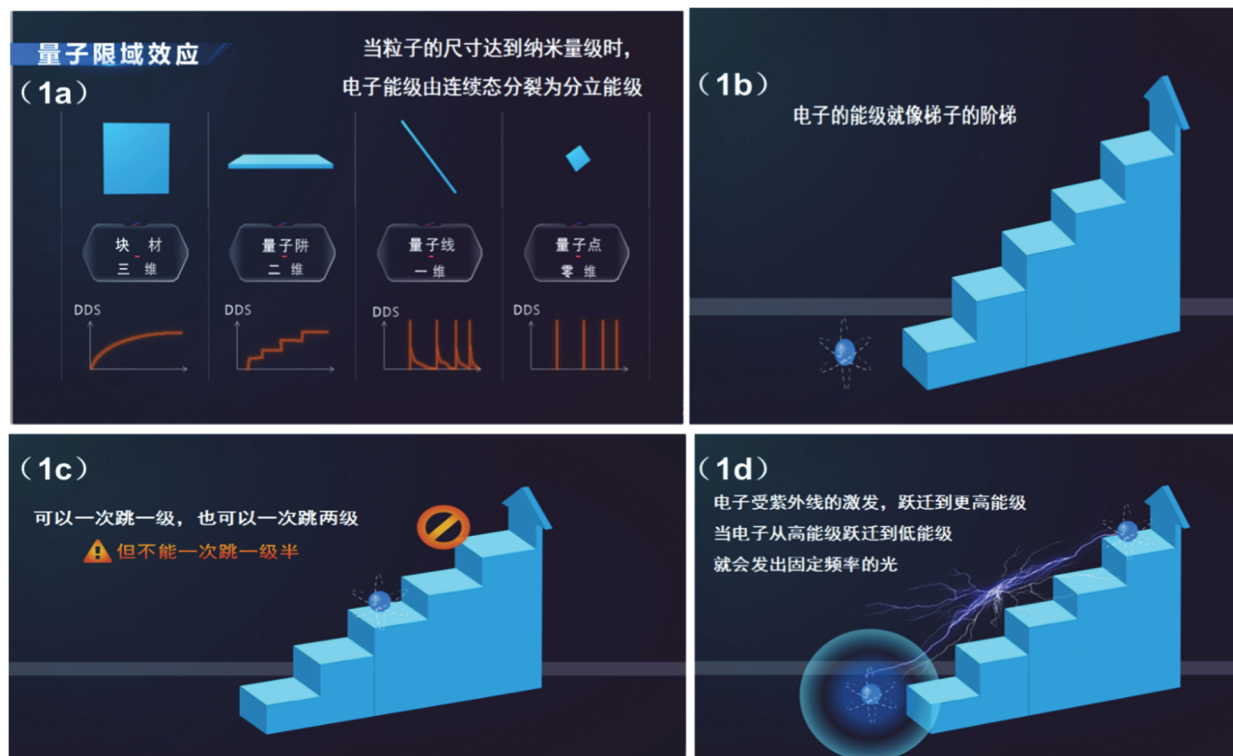 量子限域效应
当粒子的尺寸达到纳米量级时，
电子能级由连续态分裂为分立能级
（1a）
块 材
三 维
量子阱
二 维
量子线
一 维
量子点
零 维
DDS
DDS
DDS
DDS
（1b）
电子的能级就像梯子的阶梯
（1c）
可以一次跳一级，也可以一次跳两级
但不能一次跳一级半
（1d）
电子受紫外线的激发，跃迁到更高能级
当电子从高能级跃迁到低能级
就会发出固定频率的光